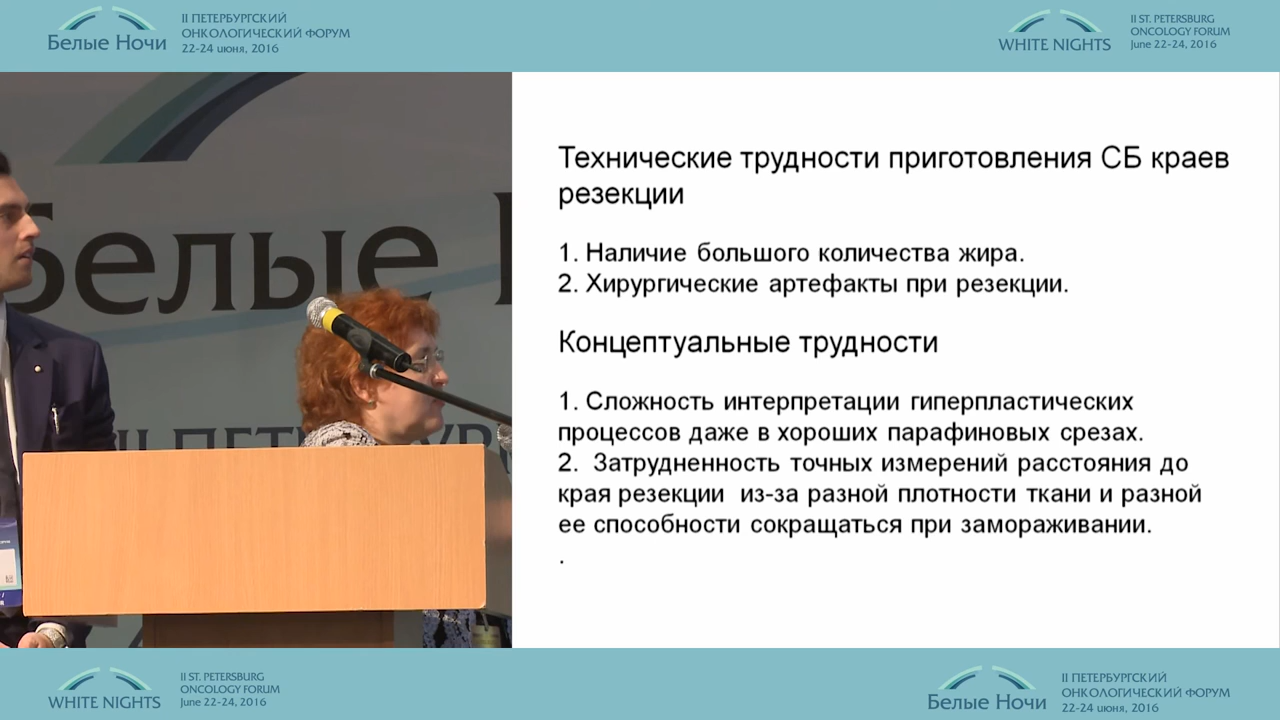 Белые Ночи
II ПЕТЕРБУРГСКИЙ
ОНКОЛОГИЧЕСКИЙ ФОРУМ
22-24 июня, 2016
WHITE NIGHTS
II ST. PETERSBURG
ONCOLOGY FORUM
June 22-24, 2016
Белые
II ПЕТЕРБУР
Технические трудности приготовления СБ краев
резекции
1. Наличие большого количества жира.
2. Хирургические артефакты при резекции.
Концептуальные трудности
1. Сложность интерпретации гиперпластических
процессов даже в хороших парафиновых срезах.
2. Затрудненность точных измерений расстояния до
края резекции из-за разной плотности ткани и разной
ее способности сокращаться при замораживании.
.
WHITE NIGHTS
II ST. PETERSBURG
ONCOLOGY FORUM
June 22-24, 2016
Белые Ночи
II ПЕТЕРБУРГСКИЙ
ОНКОЛОГИЧЕСКИЙ ФОРУМ
22-24 июня, 2016